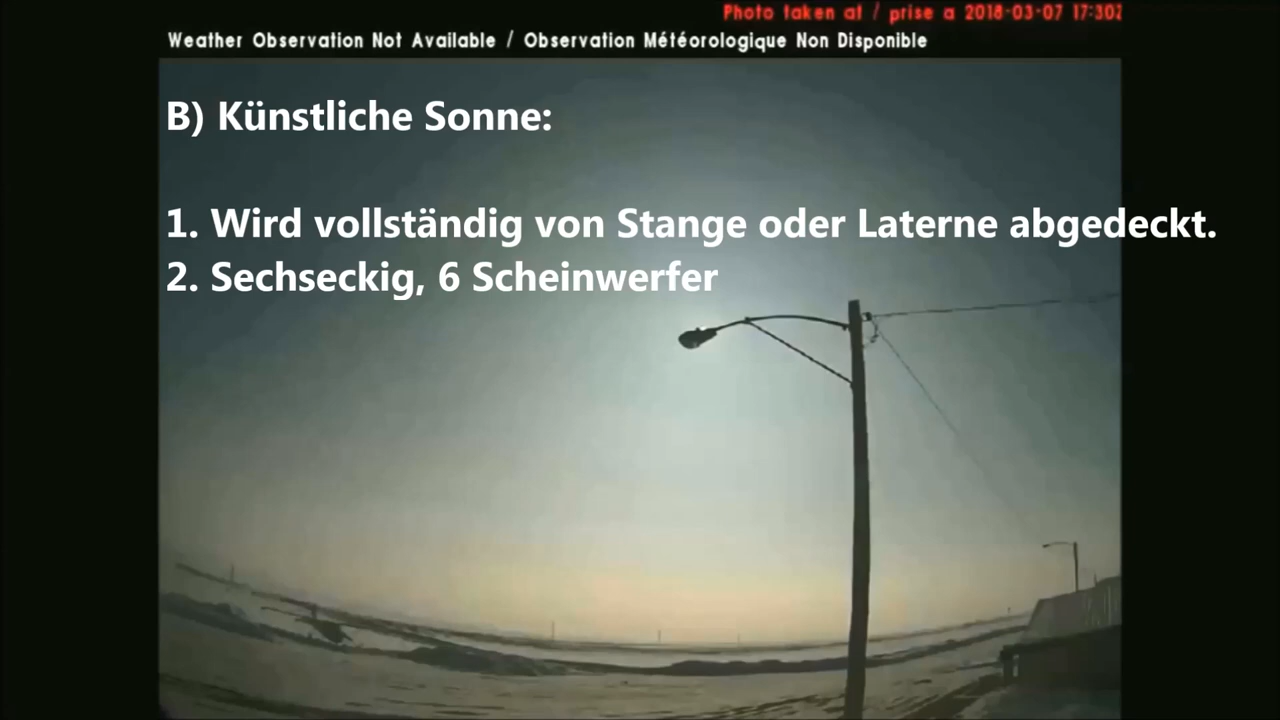 Photo taken at / prise a 2018-03-07 17:30Z
Weather Observation Not Available / Observation Météorologique Non Disponible
B) Künstliche Sonne:
1. Wird vollständig von Stange oder Laterne abgedeckt.
2. Sechseckig, 6 Scheinwerfer